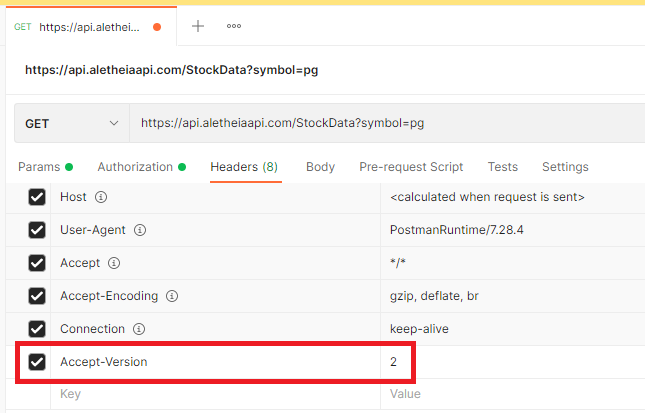 GET https://api.aletheia... + ooo
https://api.aletheiaapi.com/StockData?symbol=pg
GET https://api.aletheiaapi.com/StockData?symbol=pg
Params Authorization Headers (8) Body Pre-request Script Tests Settings
Host <calculated when request is sent>
User-Agent PostmanRuntime/7.28.4
Accept */*
Accept-Encoding gzip, deflate, br
Connection keep-alive
Accept-Version 2
Key Value